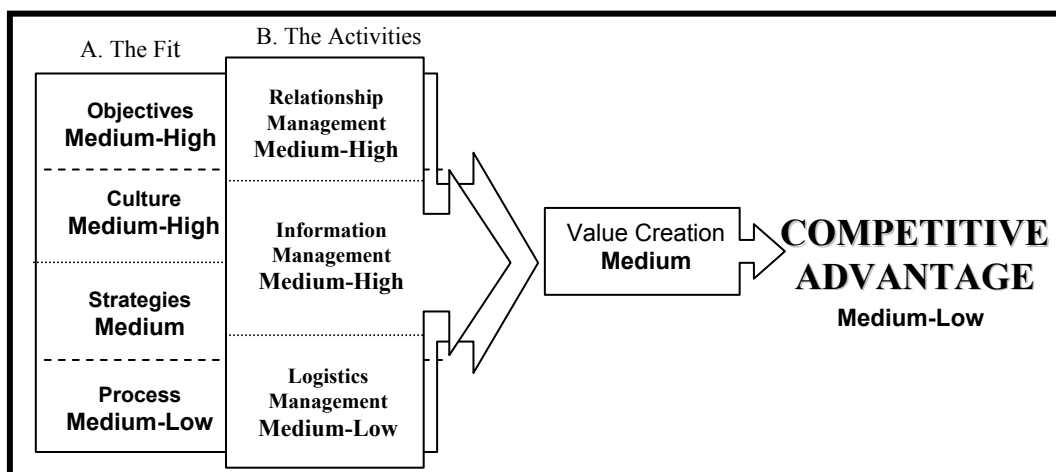 A. The Fit
Objectives
Medium-High
Culture
Medium-High
Strategies
Medium
Process
Medium-Low
B. The Activities
Relationship
Management
Medium-High
Information
Management
Medium-High
Logistics
Management
Medium-Low
Value Creation
Medium
COMPETITIVE
ADVANTAGE
Medium-Low